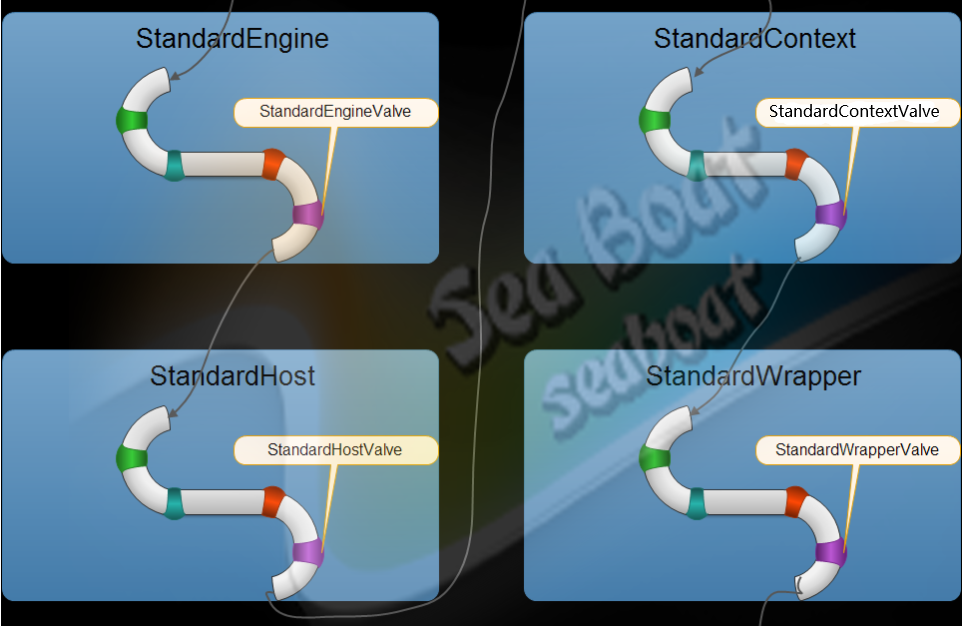 StandardEngine
StandardEngineValve
StandardContext
StandardContextValve
Sea Boat
seaboat
StandardHost
StandardHostValve
StandardWrapper
StandardWrapperValve